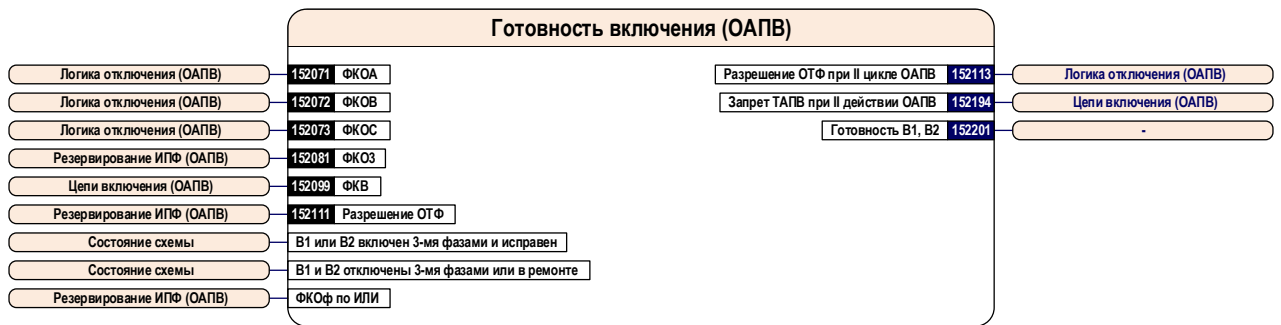 Готовность включения (ОАПВ)
Логика отключения (ОАПВ) 152071 ФКОА Разрешение ОТФ при II цикле ОАПВ 152113 Логика отключения (ОАПВ)
Логика отключения (ОАПВ) 152072 ФКОВ Запрет ТАПВ при II действии ОАПВ 152194 Цепи включения (ОАПВ)
Логика отключения (ОАПВ) 152073 ФКОС Готовность В1, В2 152201 -
Резервирование ИПФ (ОАПВ) 152081 ФКО3
Цепи включения (ОАПВ) 152099 ФКВ
Резервирование ИПФ (ОАПВ) 152111 Разрешение ОТФ
Состояние схемы В1 или В2 включен 3-мя фазами и исправен
Состояние схемы В1 и В2 отключены 3-мя фазами или в ремонте
Резервирование ИПФ (ОАПВ) ФКОф по ИЛИ